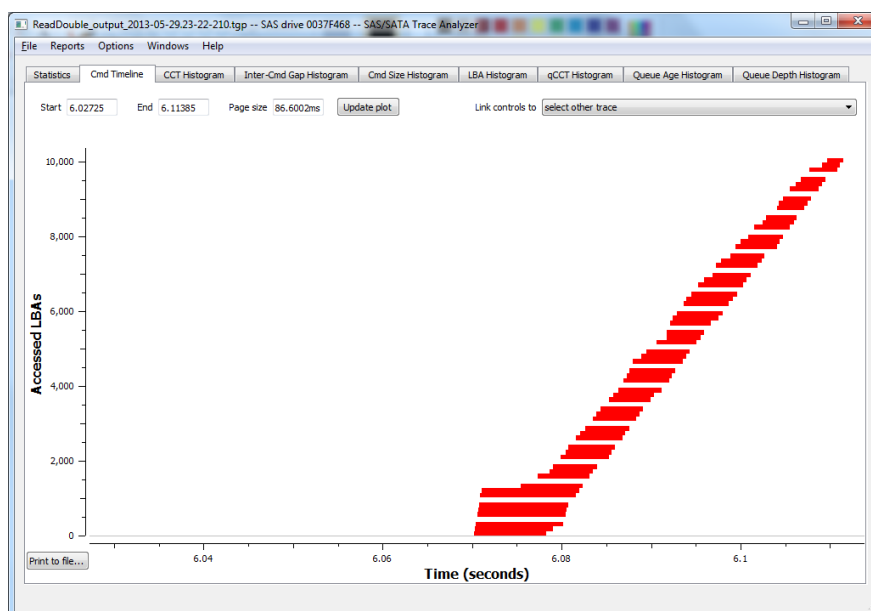 ReadDouble_output_2013-05-29.23-22-210.tgp -- SAS drive 0037F468 -- SAS/SATA Trace Analyzer
File Reports Options Windows Help
Statistics Cmd Timeline CCT Histogram Inter-Cmd Gap Histogram Cmd Size Histogram LBA Histogram qCCT Histogram Queue Age Histogram Queue Depth Histogram
Start 6.02725 End 6.11385 Page size 86.6002ms Update plot Link controls to select other trace
10,000
8,000
6,000
4,000
2,000
0
Accessed LBAs
6.04 6.06 6.08 6.1
Time (seconds)
Print to file...